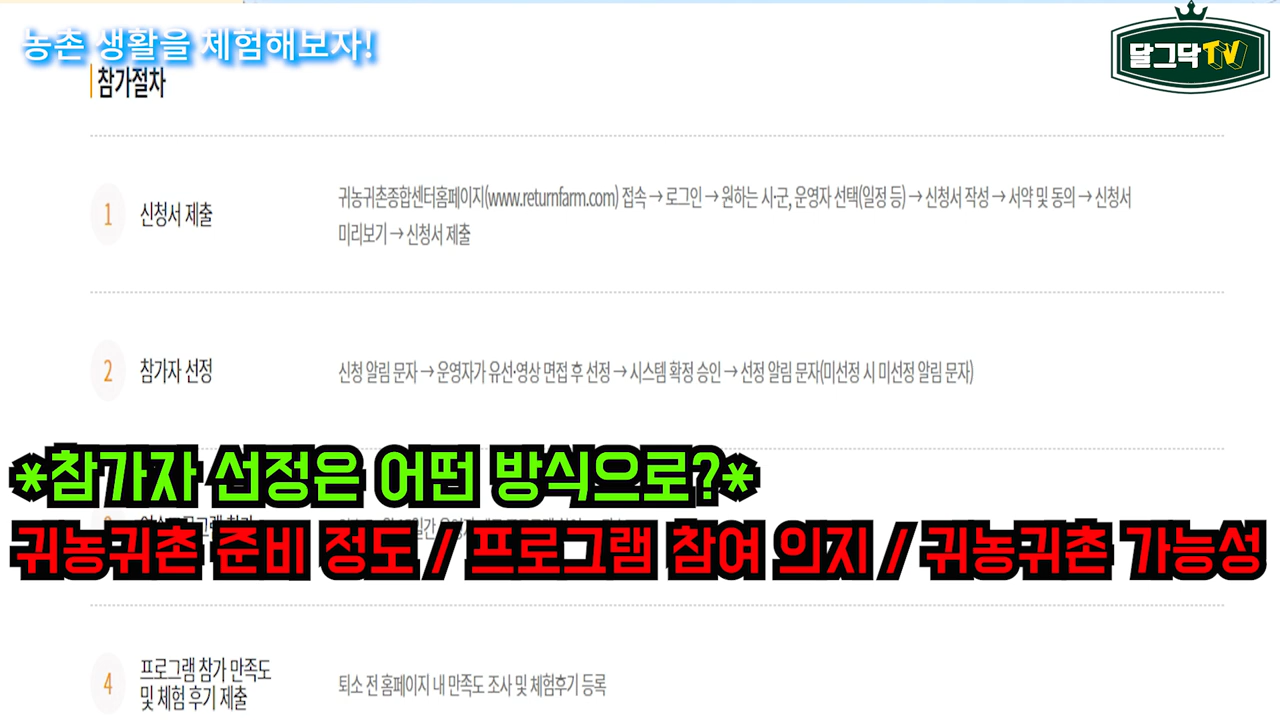 농촌 생활을 체험해보자!
달그닥TV
참가절차
1 신청서 제출
귀농귀촌종합센터홈페이지(www.returnfarm.com) 접속 → 로그인 → 원하는 시·군, 운영자 선택(일정 등) → 신청서 작성 → 서약 및 동의 → 신청서
미리보기 → 신청서 제출
2 참가자 선정
신청 알림 문자 → 운영자가 유선·영상 면접 후 선정 → 시스템 확정 승인 → 선정 알림 문자(미선정 시 미선정 알림 문자)
*참가자 선정은 어떤 방식으로?*
귀농귀촌 준비 정도 / 프로그램 참여 의지 / 귀농귀촌 가능성
4 프로그램 참가 만족도
및 체험 후기 제출
퇴소 전 홈페이지 내 만족도 조사 및 체험후기 등록